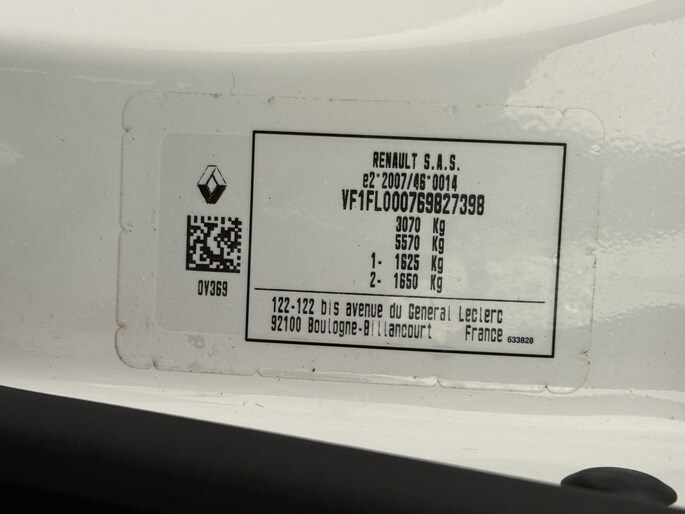 RENAULT S.A.S.
e2*2007/46*0014
VF1FL000769827398
3070 Kg
5570 Kg
1- 1625 Kg
2- 1650 Kg
0V369
122-122 bis avenue du General Leclerc
92100 Boulogne-Billancourt France 633828